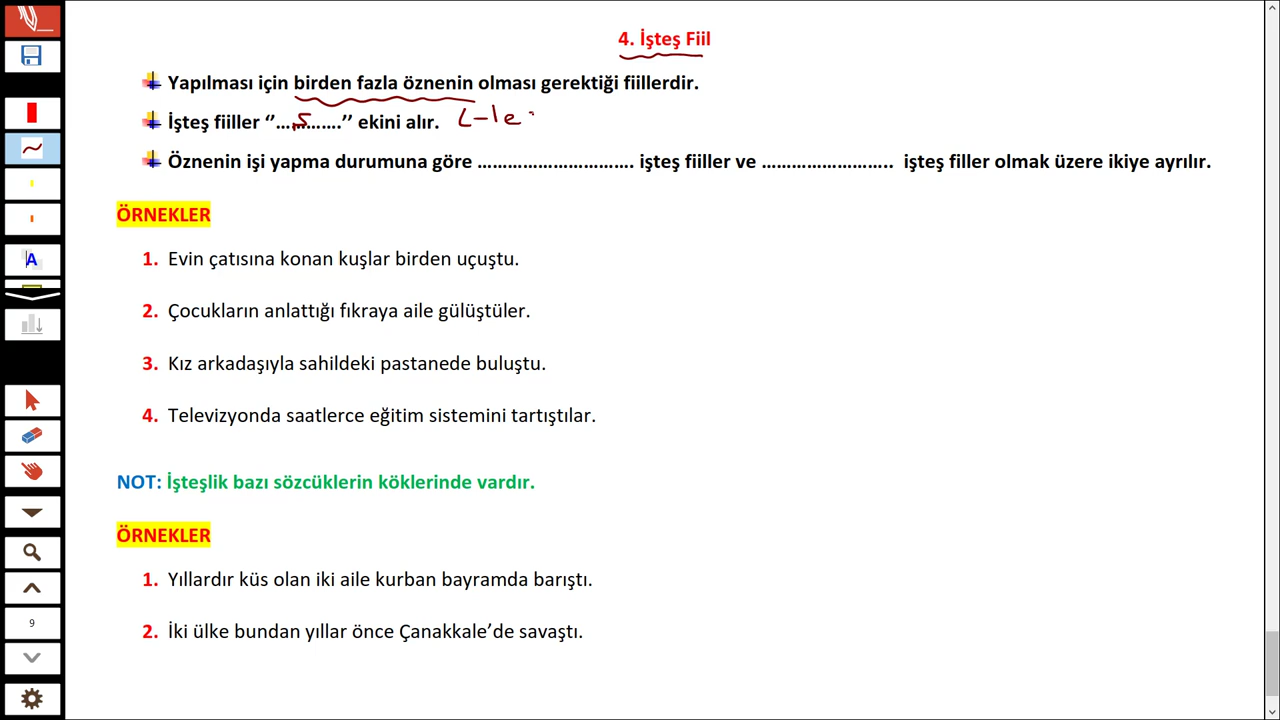 4. İşteş Fiil
Yapılması için birden fazla öznenin olması gerektiği fiillerdir.
İşteş fiiller ‘’…ş………’’ ekini alır. (-le
Öznenin işi yapma durumuna göre …………………………. işteş fiiller ve …………………….. işteş filler olmak üzere ikiye ayrılır.
ÖRNEKLER
1. Evin çatısına konan kuşlar birden uçuştu.
2. Çocukların anlattığı fıkraya aile gülüştüler.
3. Kız arkadaşıyla sahildeki pastanede buluştu.
4. Televizyonda saatlerce eğitim sistemini tartıştılar.
NOT: İşteşlik bazı sözcüklerin köklerinde vardır.
ÖRNEKLER
1. Yıllardır küs olan iki aile kurban bayramda barıştı.
2. İki ülke bundan yıllar önce Çanakkale’de savaştı.
A
9